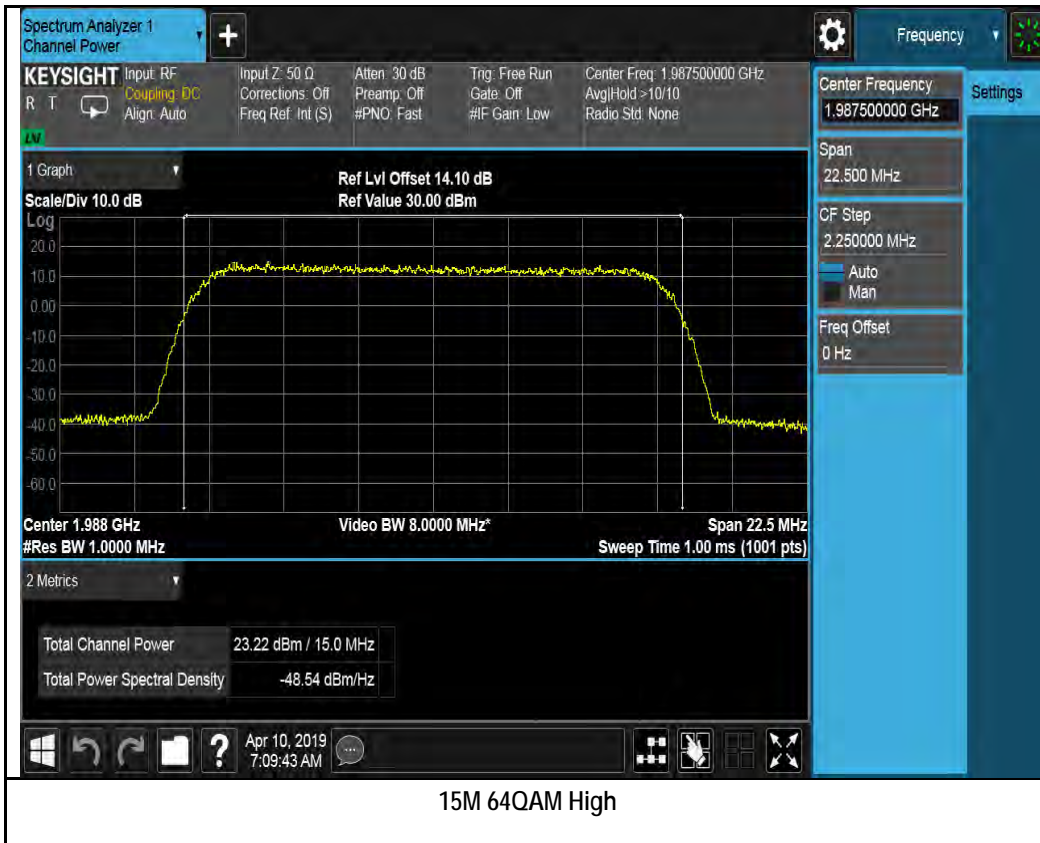 Spectrum Analyzer 1
Channel Power
+
Frequency
KEYSIGHT
R T
LV
Input: RF
Coupling: DC
Align: Auto
Input Z: 50 Ω
Corrections: Off
Freq Ref: Int (S)
Atten: 30 dB
Preamp: Off
#PNO: Fast
Trig: Free Run
Gate: Off
#IF Gain: Low
Center Freq: 1.987500000 GHz
Avg|Hold >10/10
Radio Std: None
Center Frequency
1.987500000 GHz
Settings
Span
22.500 MHz
CF Step
2.250000 MHz
Auto
Man
Freq Offset
0 Hz
1 Graph
Scale/Div 10.0 dB
Ref Lvl Offset 14.10 dB
Ref Value 30.00 dBm
Log
20.0
10.0
0.00
-10.0
-20.0
-30.0
-40.0
-50.0
-60.0
Center 1.988 GHz
#Res BW 1.0000 MHz
Video BW 8.0000 MHz*
Span 22.5 MHz
Sweep Time 1.00 ms (1001 pts)
2 Metrics
Total Channel Power 23.22 dBm / 15.0 MHz
Total Power Spectral Density -48.54 dBm/Hz
?
Apr 10, 2019
7:09:43 AM
15M 64QAM High